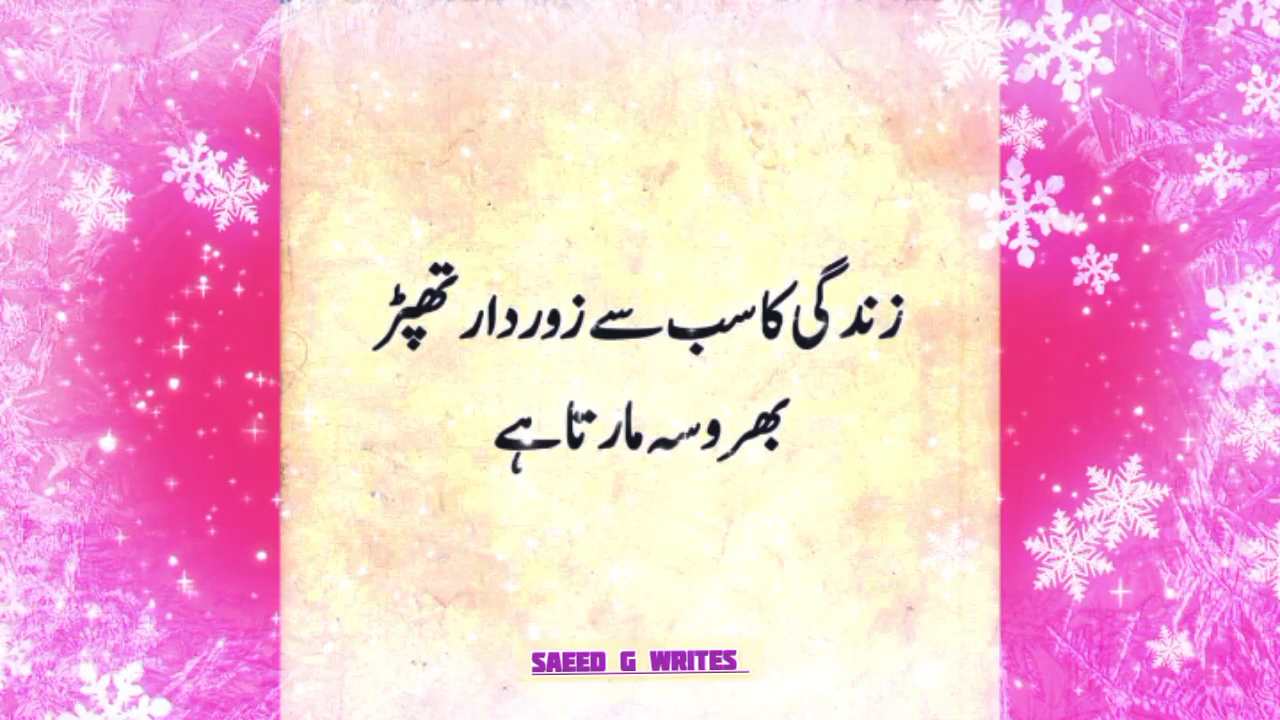 زندگی کا سب سے زوردار تھپڑ
بھروسہ مارتا ہے
SAEED G WRITES